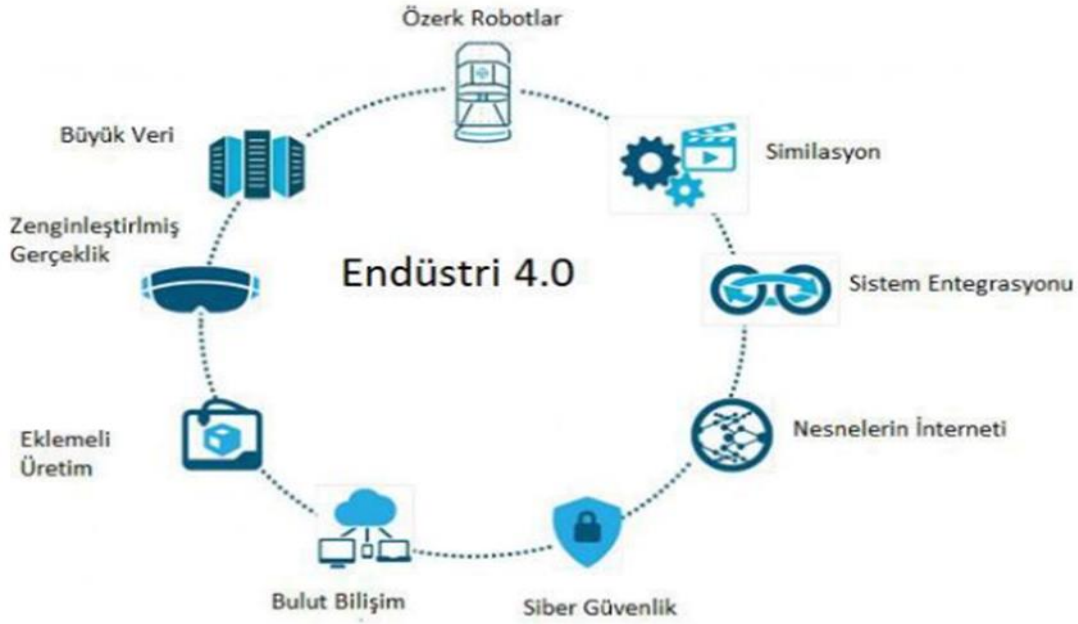 Özerk Robotlar
Büyük Veri
Similasyon
Zenginleştirlmiş
Gerçeklik
Endüstri 4.0
Sistem Entegrasyonu
Eklemeli
Üretim
Nesnelerin İnterneti
Bulut Bilişim
Siber Güvenlik